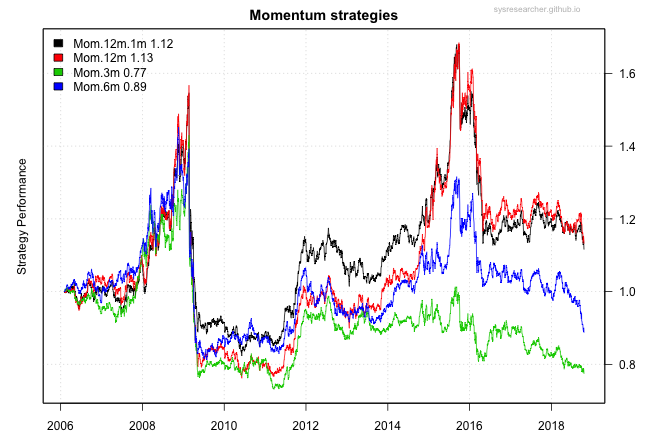 sysresearcher.github.io
Momentum strategies
Mom.12m.1m 1.12
Mom.12m 1.13
Mom.3m 0.77
Mom.6m 0.89
Strategy Performance
1.6
1.4
1.2
1.0
0.8
2006 2008 2010 2012 2014 2016 2018